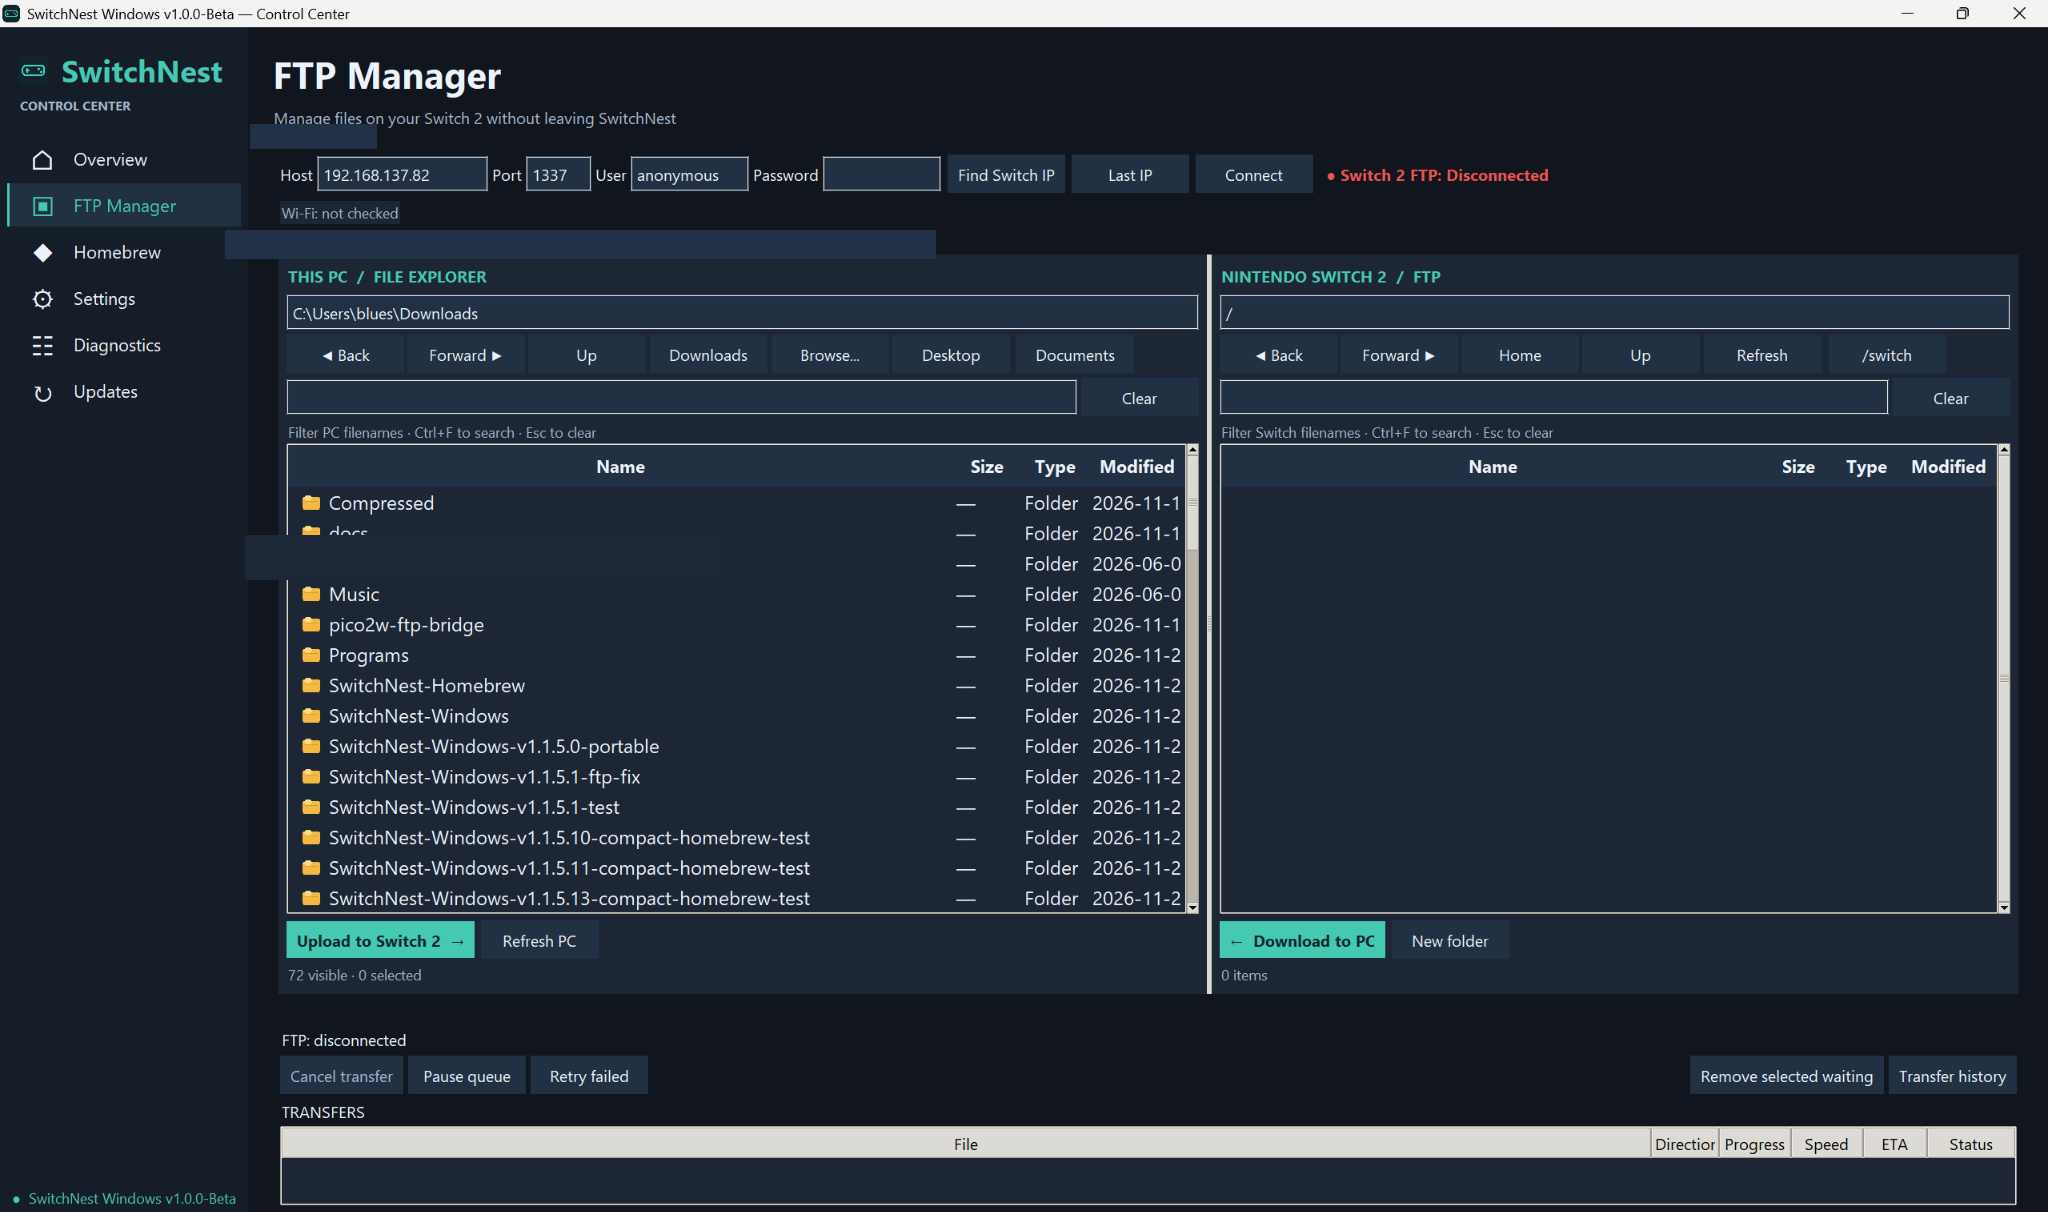 SwitchNest Windows v1.0.0-Beta — Control Center
SwitchNest
CONTROL CENTER
Overview
FTP Manager
Homebrew
Settings
Diagnostics
Updates
FTP Manager
Manage files on your Switch 2 without leaving SwitchNest
Host 192.168.137.82 Port 1337 User anonymous Password Find Switch IP Last IP Connect ● Switch 2 FTP: Disconnected
Wi-Fi: not checked
THIS PC / FILE EXPLORER
C:\Users\blues\Downloads
◄ Back Forward ► Up Downloads Browse... Desktop Documents
Clear
Filter PC filenames · Ctrl+F to search · Esc to clear
Name Size Type Modified
Compressed — Folder 2026-11-1
docs — Folder 2026-11-1
— Folder 2026-06-0
Music — Folder 2026-06-0
pico2w-ftp-bridge — Folder 2026-11-1
Programs — Folder 2026-11-2
SwitchNest-Homebrew — Folder 2026-11-2
SwitchNest-Windows — Folder 2026-11-2
SwitchNest-Windows-v1.1.5.0-portable — Folder 2026-11-2
SwitchNest-Windows-v1.1.5.1-ftp-fix — Folder 2026-11-2
SwitchNest-Windows-v1.1.5.1-test — Folder 2026-11-2
SwitchNest-Windows-v1.1.5.10-compact-homebrew-test — Folder 2026-11-2
SwitchNest-Windows-v1.1.5.11-compact-homebrew-test — Folder 2026-11-2
SwitchNest-Windows-v1.1.5.13-compact-homebrew-test — Folder 2026-11-2
Upload to Switch 2 → Refresh PC
72 visible · 0 selected
NINTENDO SWITCH 2 / FTP
/
◄ Back Forward ► Home Up Refresh /switch
Clear
Filter Switch filenames · Ctrl+F to search · Esc to clear
Name Size Type Modified
← Download to PC New folder
0 items
FTP: disconnected
Cancel transfer Pause queue Retry failed Remove selected waiting Transfer history
TRANSFERS
File Direction Progress Speed ETA Status
● SwitchNest Windows v1.0.0-Beta